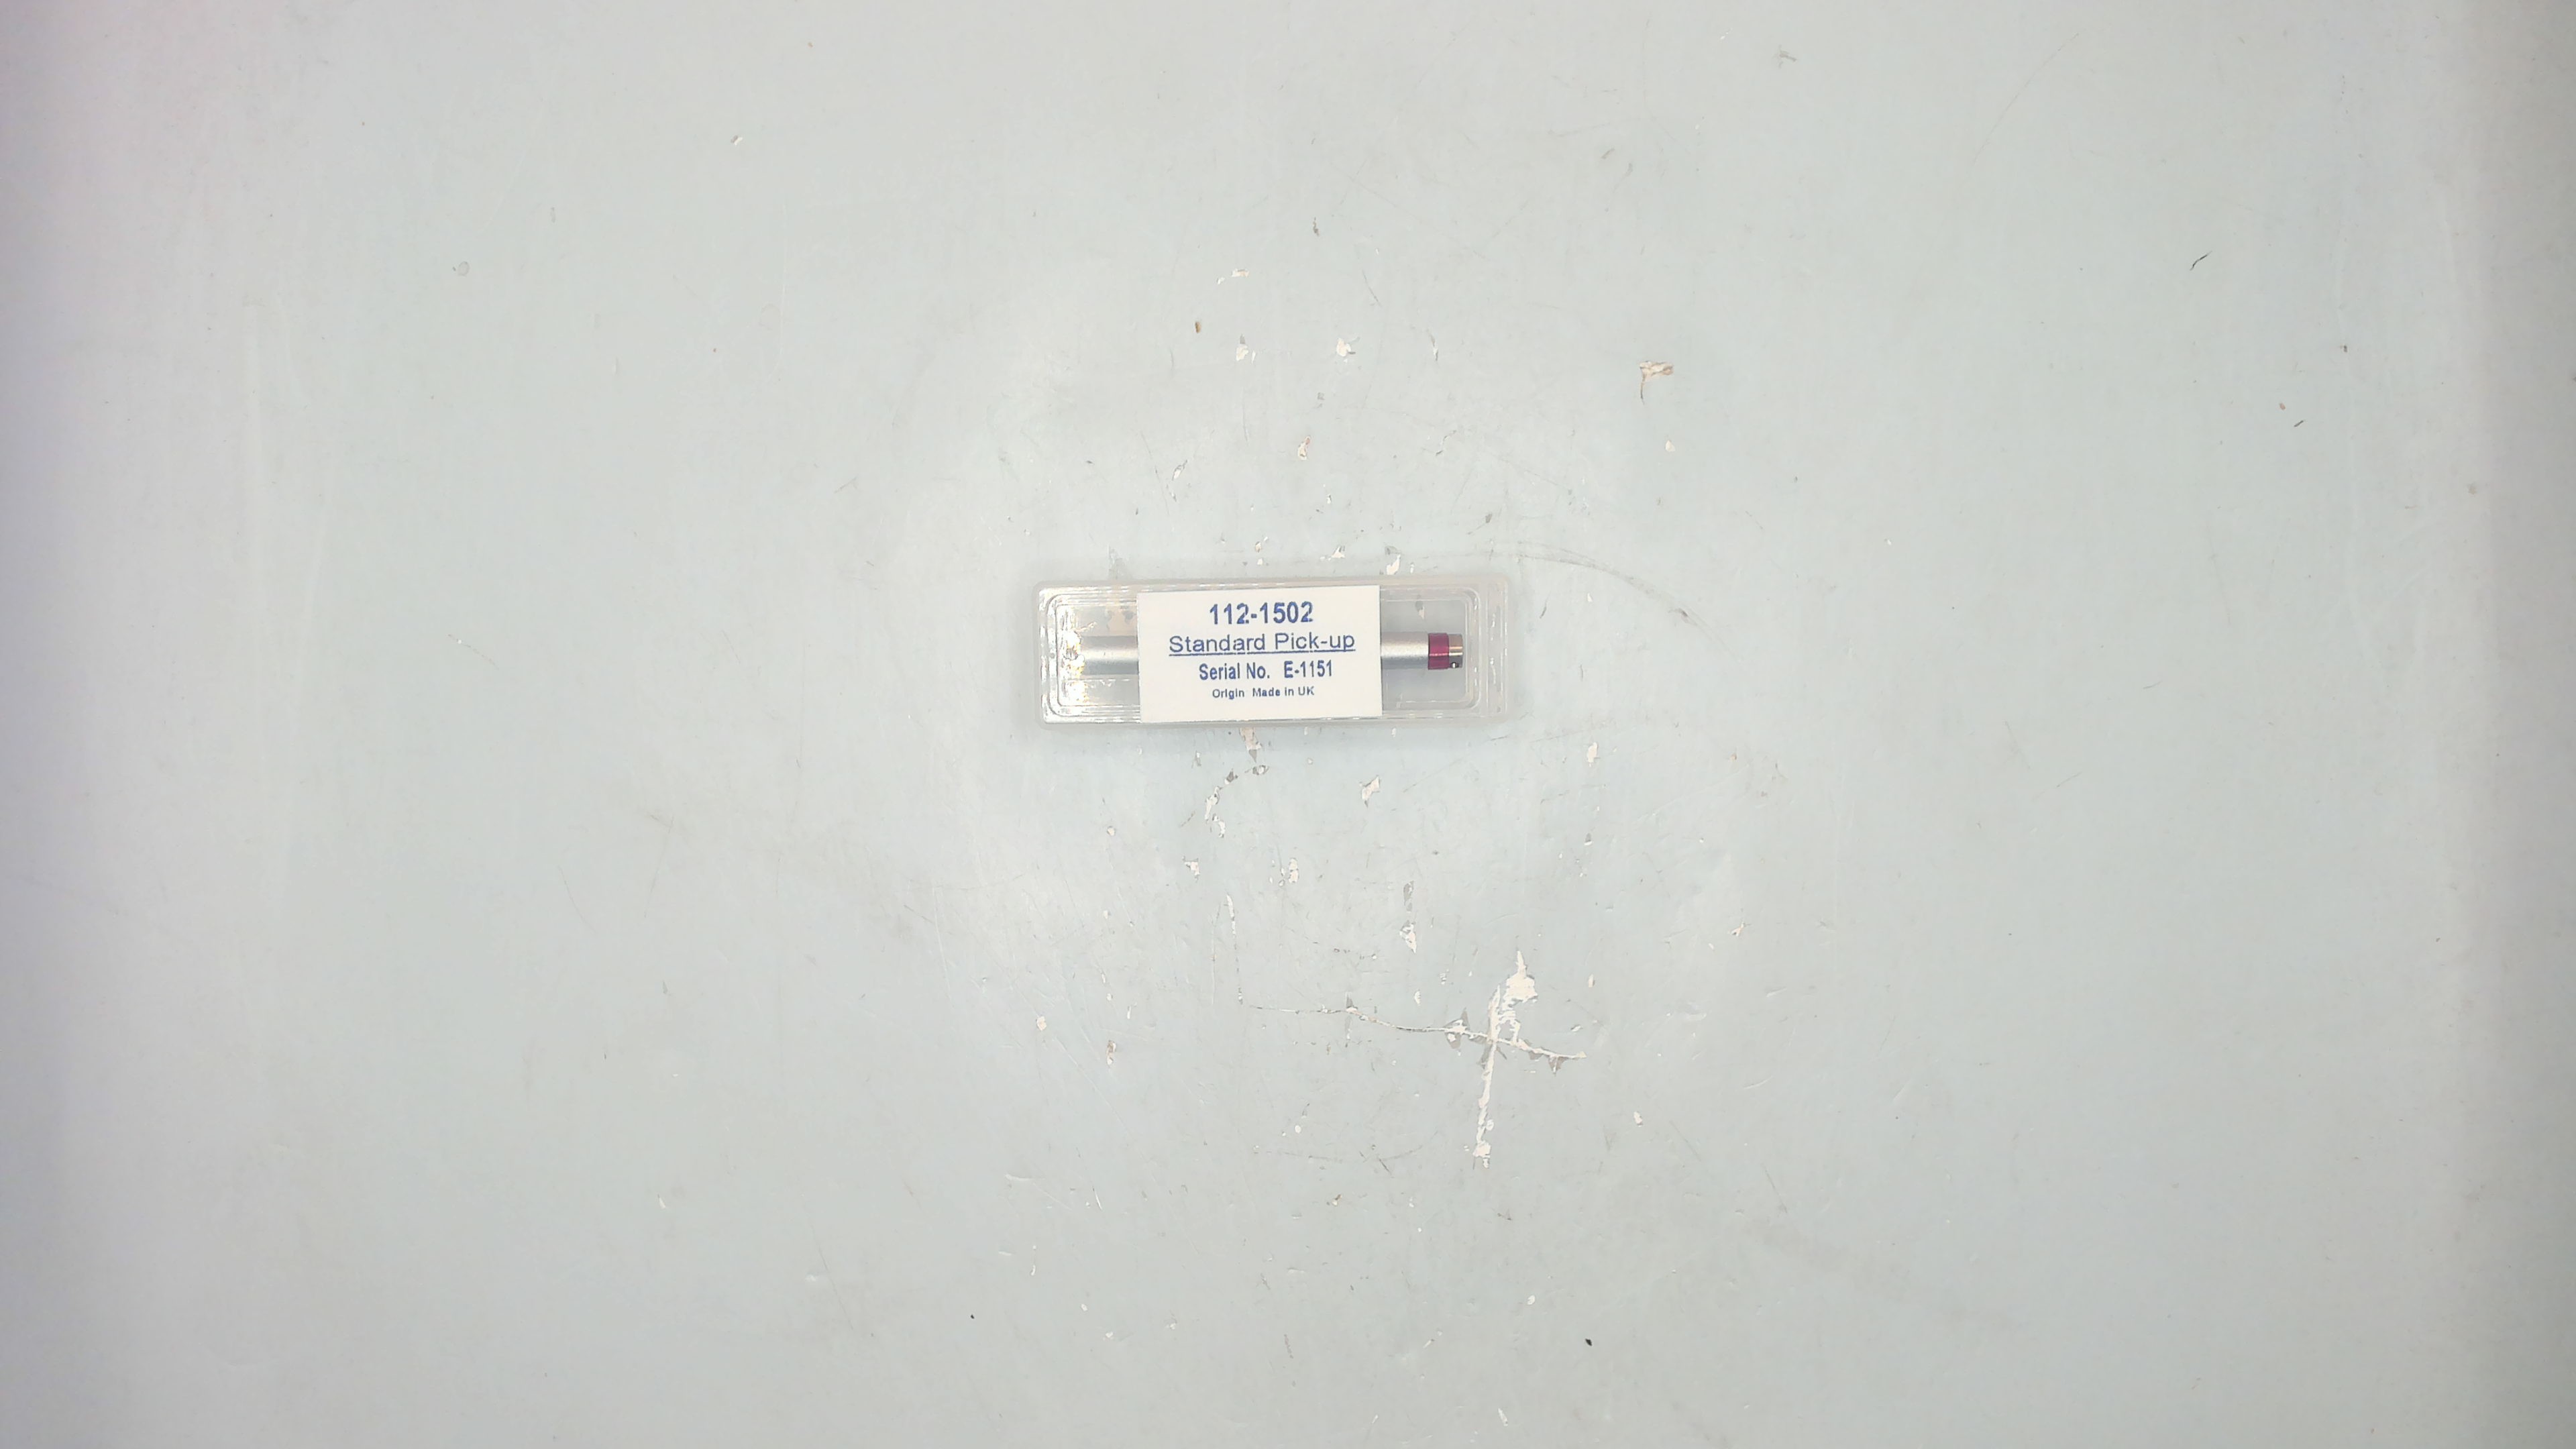 112-1502
Standard Pick-up
Serial No. E-1151
Origin Made in UK